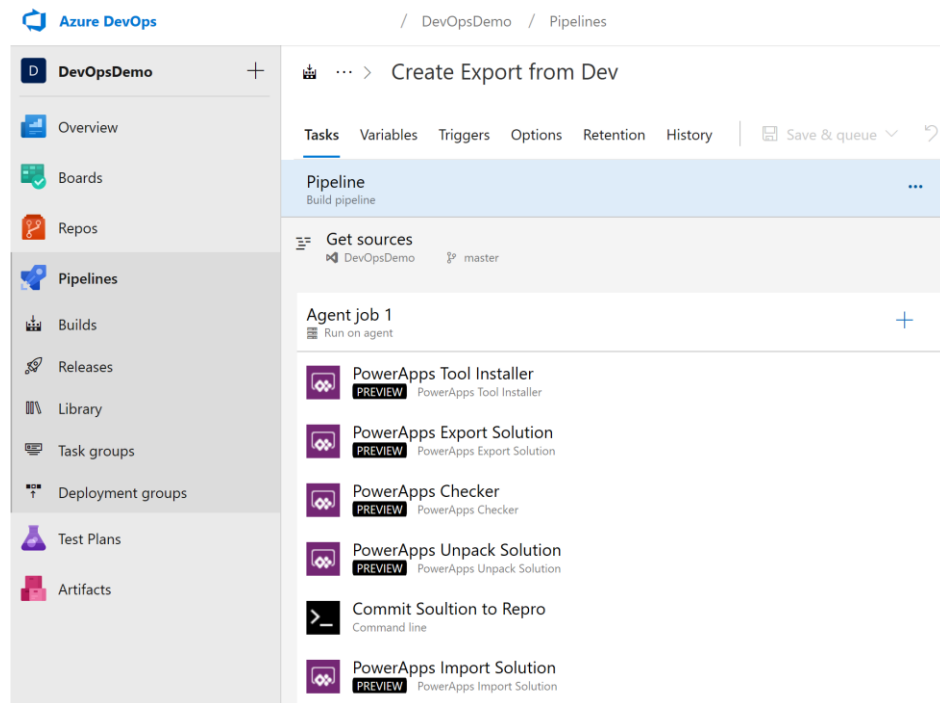 Azure DevOps / DevOpsDemo / Pipelines
D DevOpsDemo
Overview
Boards
Repos
Pipelines
Builds
Releases
Library
Task groups
Deployment groups
Test Plans
Artifacts
... > Create Export from Dev
Tasks Variables Triggers Options Retention History Save & queue
Pipeline ...
Build pipeline
Get sources
DevOpsDemo master
Agent job 1
Run on agent
PowerApps Tool Installer
PREVIEW PowerApps Tool Installer
PowerApps Export Solution
PREVIEW PowerApps Export Solution
PowerApps Checker
PREVIEW PowerApps Checker
PowerApps Unpack Solution
PREVIEW PowerApps Unpack Solution
Commit Soultion to Repro
Command line
PowerApps Import Solution
PREVIEW PowerApps Import Solution